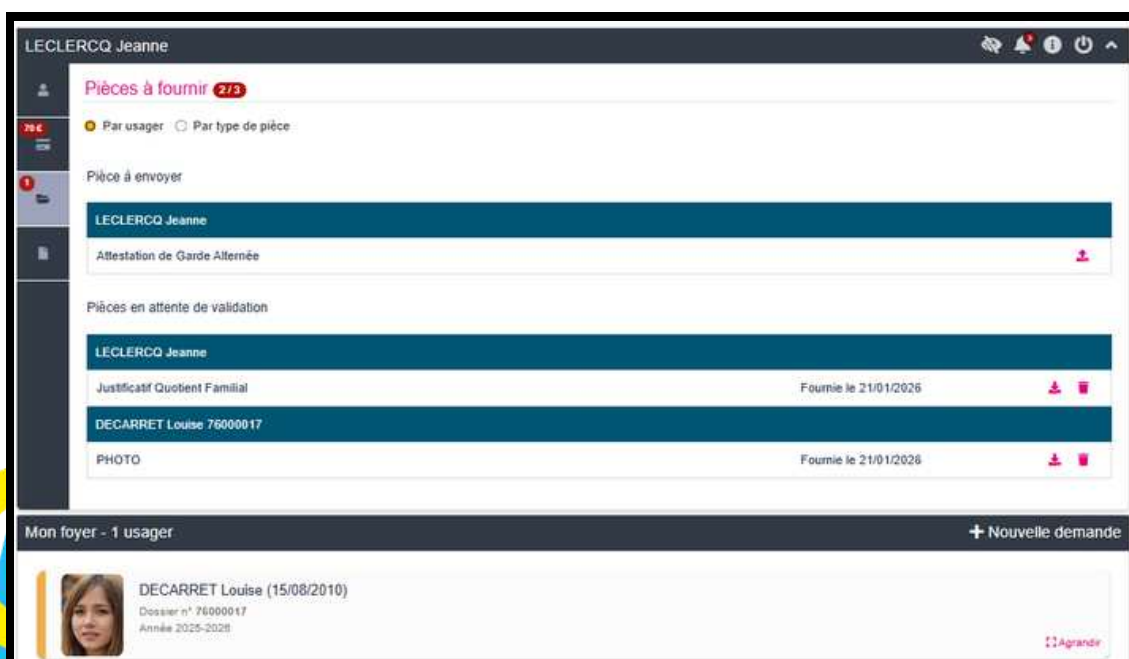 LECLERCQ Jeanne
Pièces à fournir 2/3
70 €
Par usager Par type de pièce
Pièce à envoyer
1
LECLERCQ Jeanne
Attestation de Garde Alternée
Pièces en attente de validation
LECLERCQ Jeanne
Justificatif Quotient Familial Fournie le 21/01/2026
DECARRET Louise 76000017
PHOTO Fournie le 21/01/2026
Mon foyer - 1 usager + Nouvelle demande
DECARRET Louise (15/08/2010)
Dossier n° 76000017
Année 2025-2026
Agrandir